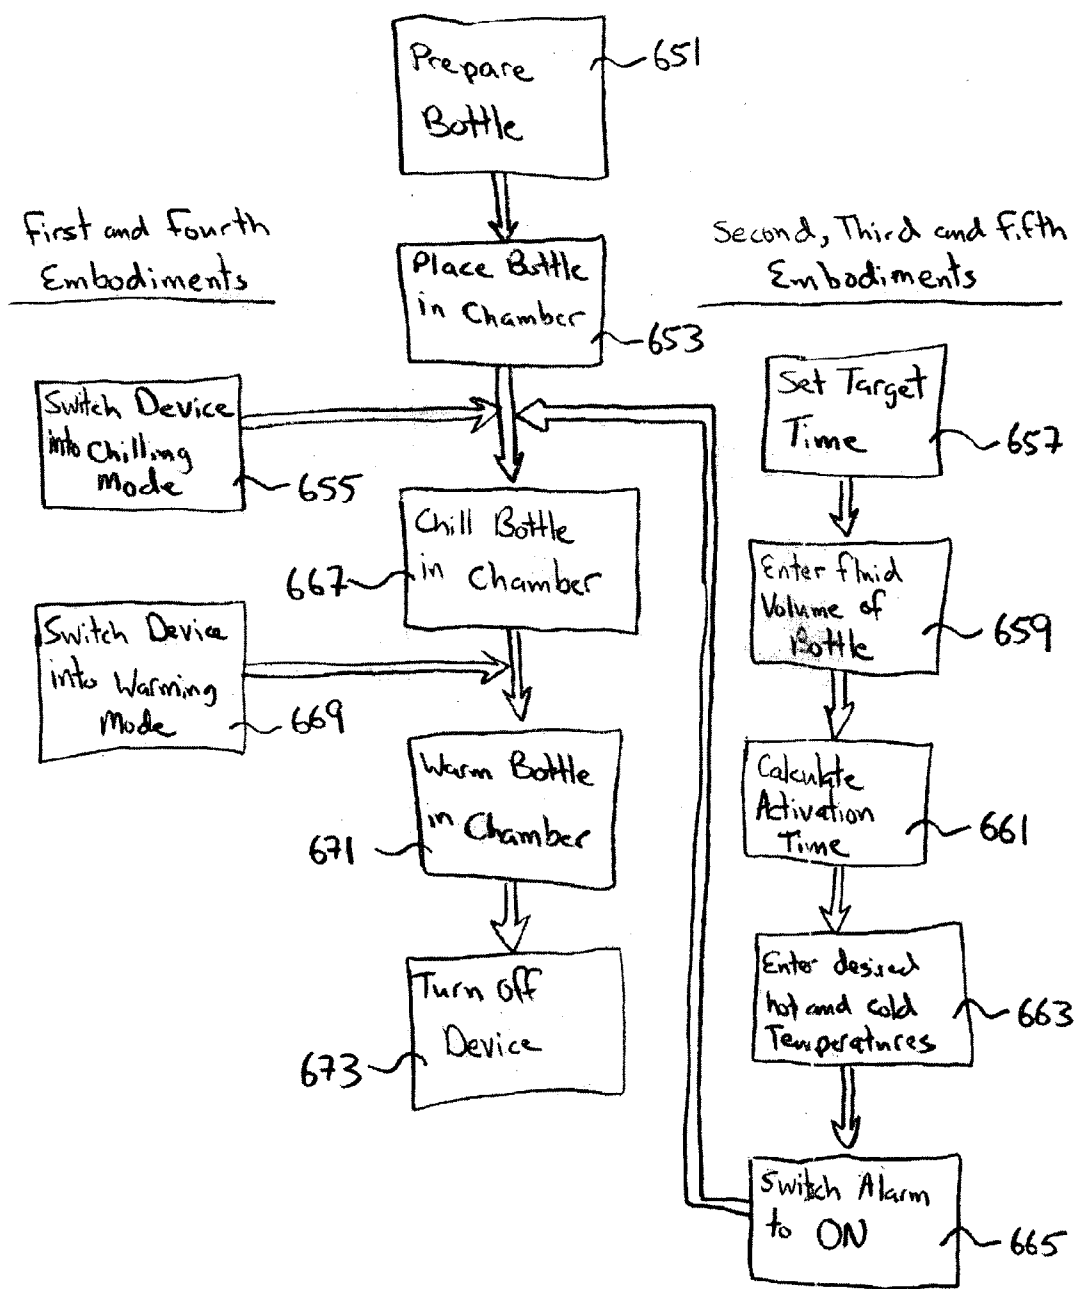 Prepare
Bottle
651
First and Fourth
Embodiments
Second, Third and Fifth
Embodiments
Place Bottle
in Chamber
653
Switch Device
into Chilling
Mode
655
Set Target
Time
657
Chill Bottle
in Chamber
667
Enter fluid
Volume of
Bottle
659
Switch Device
into Warming
Mode
669
Warm Bottle
in Chamber
671
Calculate
Activation
Time
661
Turn off
Device
673
Enter desired
hot and cold
Temperatures
663
Switch Alarm
to ON
665